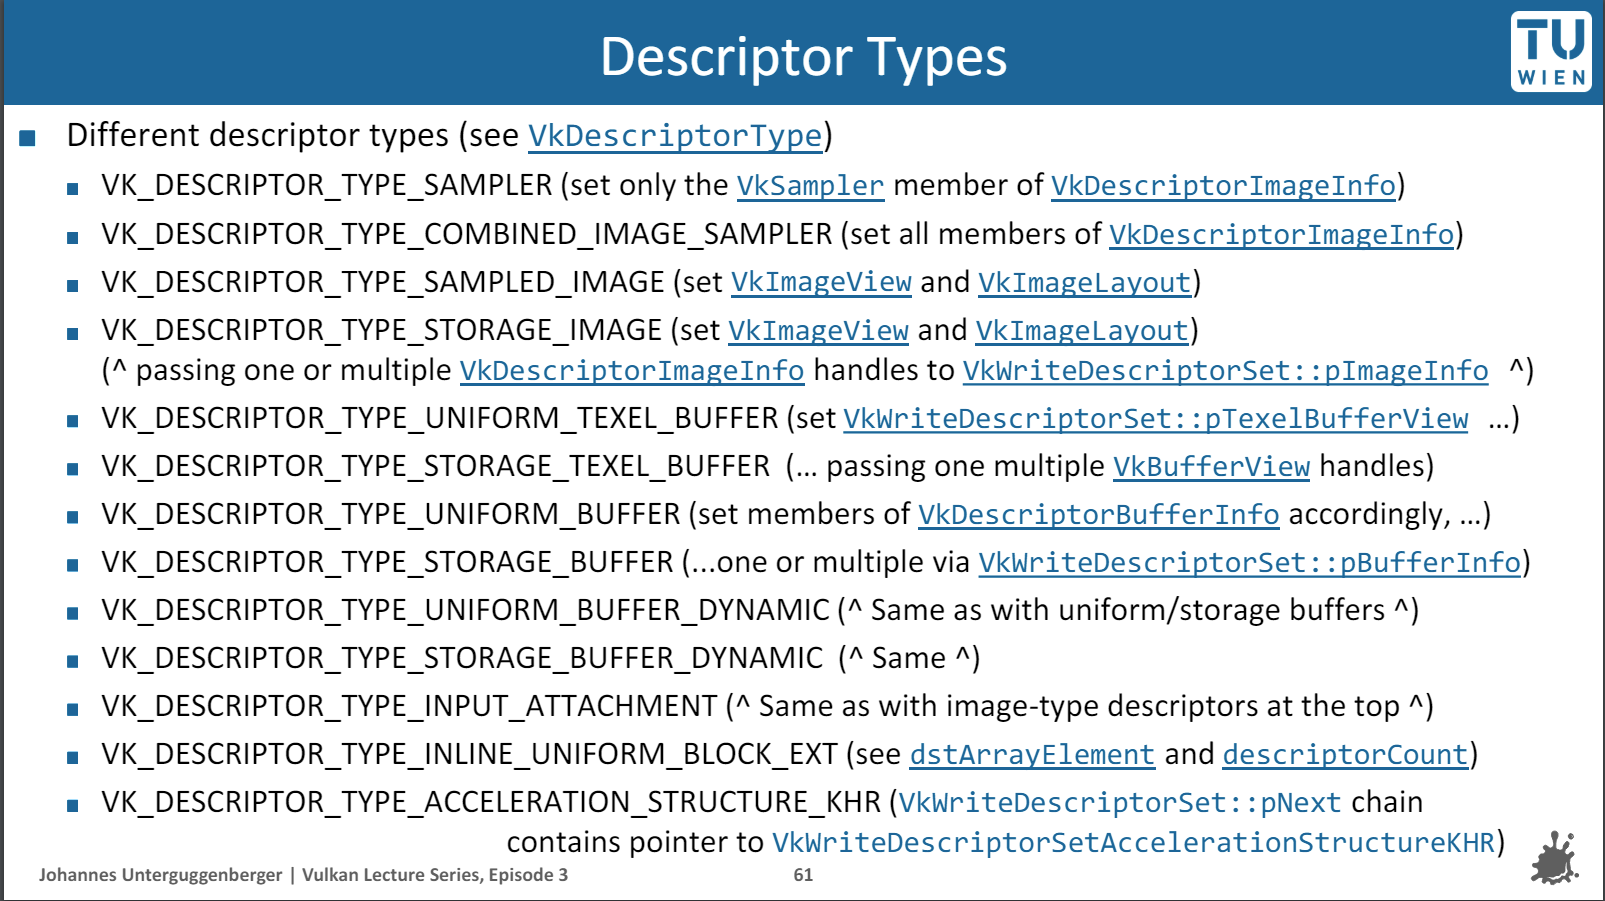 Descriptor Types
TU
WIEN
Different descriptor types (see VkDescriptorType)
VK_DESCRIPTOR_TYPE_SAMPLER (set only the VkSampler member of VkDescriptorImageInfo)
VK_DESCRIPTOR_TYPE_COMBINED_IMAGE_SAMPLER (set all members of VkDescriptorImageInfo)
VK_DESCRIPTOR_TYPE_SAMPLED_IMAGE (set VkImageView and VkImageLayout)
VK_DESCRIPTOR_TYPE_STORAGE_IMAGE (set VkImageView and VkImageLayout)
(^ passing one or multiple VkDescriptorImageInfo handles to VkWriteDescriptorSet::pImageInfo ^)
VK_DESCRIPTOR_TYPE_UNIFORM_TEXEL_BUFFER (set VkWriteDescriptorSet::pTexelBufferView ...)
VK_DESCRIPTOR_TYPE_STORAGE_TEXEL_BUFFER (... passing one multiple VkBufferView handles)
VK_DESCRIPTOR_TYPE_UNIFORM_BUFFER (set members of VkDescriptorBufferInfo accordingly, ...)
VK_DESCRIPTOR_TYPE_STORAGE_BUFFER (...one or multiple via VkWriteDescriptorSet::pBufferInfo)
VK_DESCRIPTOR_TYPE_UNIFORM_BUFFER_DYNAMIC (^ Same as with uniform/storage buffers ^)
VK_DESCRIPTOR_TYPE_STORAGE_BUFFER_DYNAMIC (^ Same ^)
VK_DESCRIPTOR_TYPE_INPUT_ATTACHMENT (^ Same as with image-type descriptors at the top ^)
VK_DESCRIPTOR_TYPE_INLINE_UNIFORM_BLOCK_EXT (see dstArrayElement and descriptorCount)
VK_DESCRIPTOR_TYPE_ACCELERATION_STRUCTURE_KHR (VkWriteDescriptorSet::pNext chain
contains pointer to VkWriteDescriptorSetAccelerationStructureKHR)
Johannes Unterguggenberger | Vulkan Lecture Series, Episode 3
61